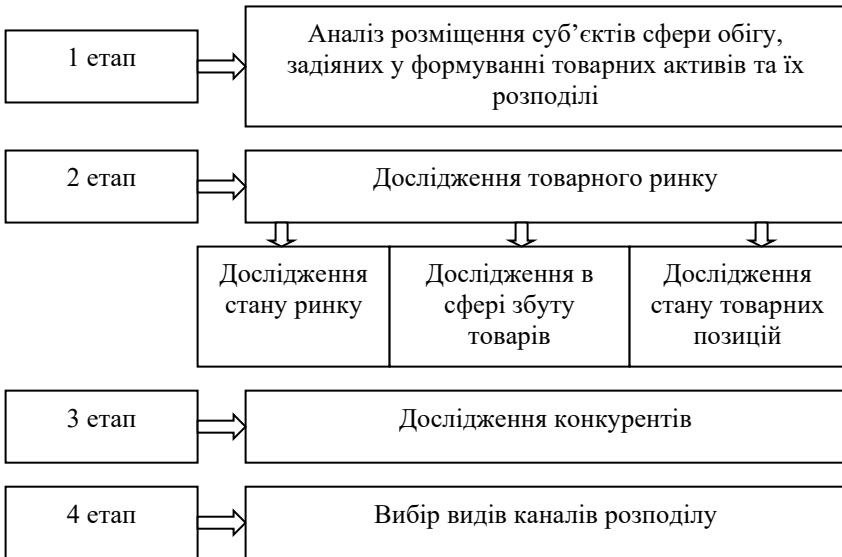 1 етап
Аналіз розміщення суб’єктів сфери обігу,
задіяних у формуванні товарних активів та їх
розподілі
2 етап
Дослідження товарного ринку
Дослідження
стану ринку
Дослідження в
сфері збуту
товарів
Дослідження
стану товарних
позицій
3 етап
Дослідження конкурентів
4 етап
Вибір видів каналів розподілу